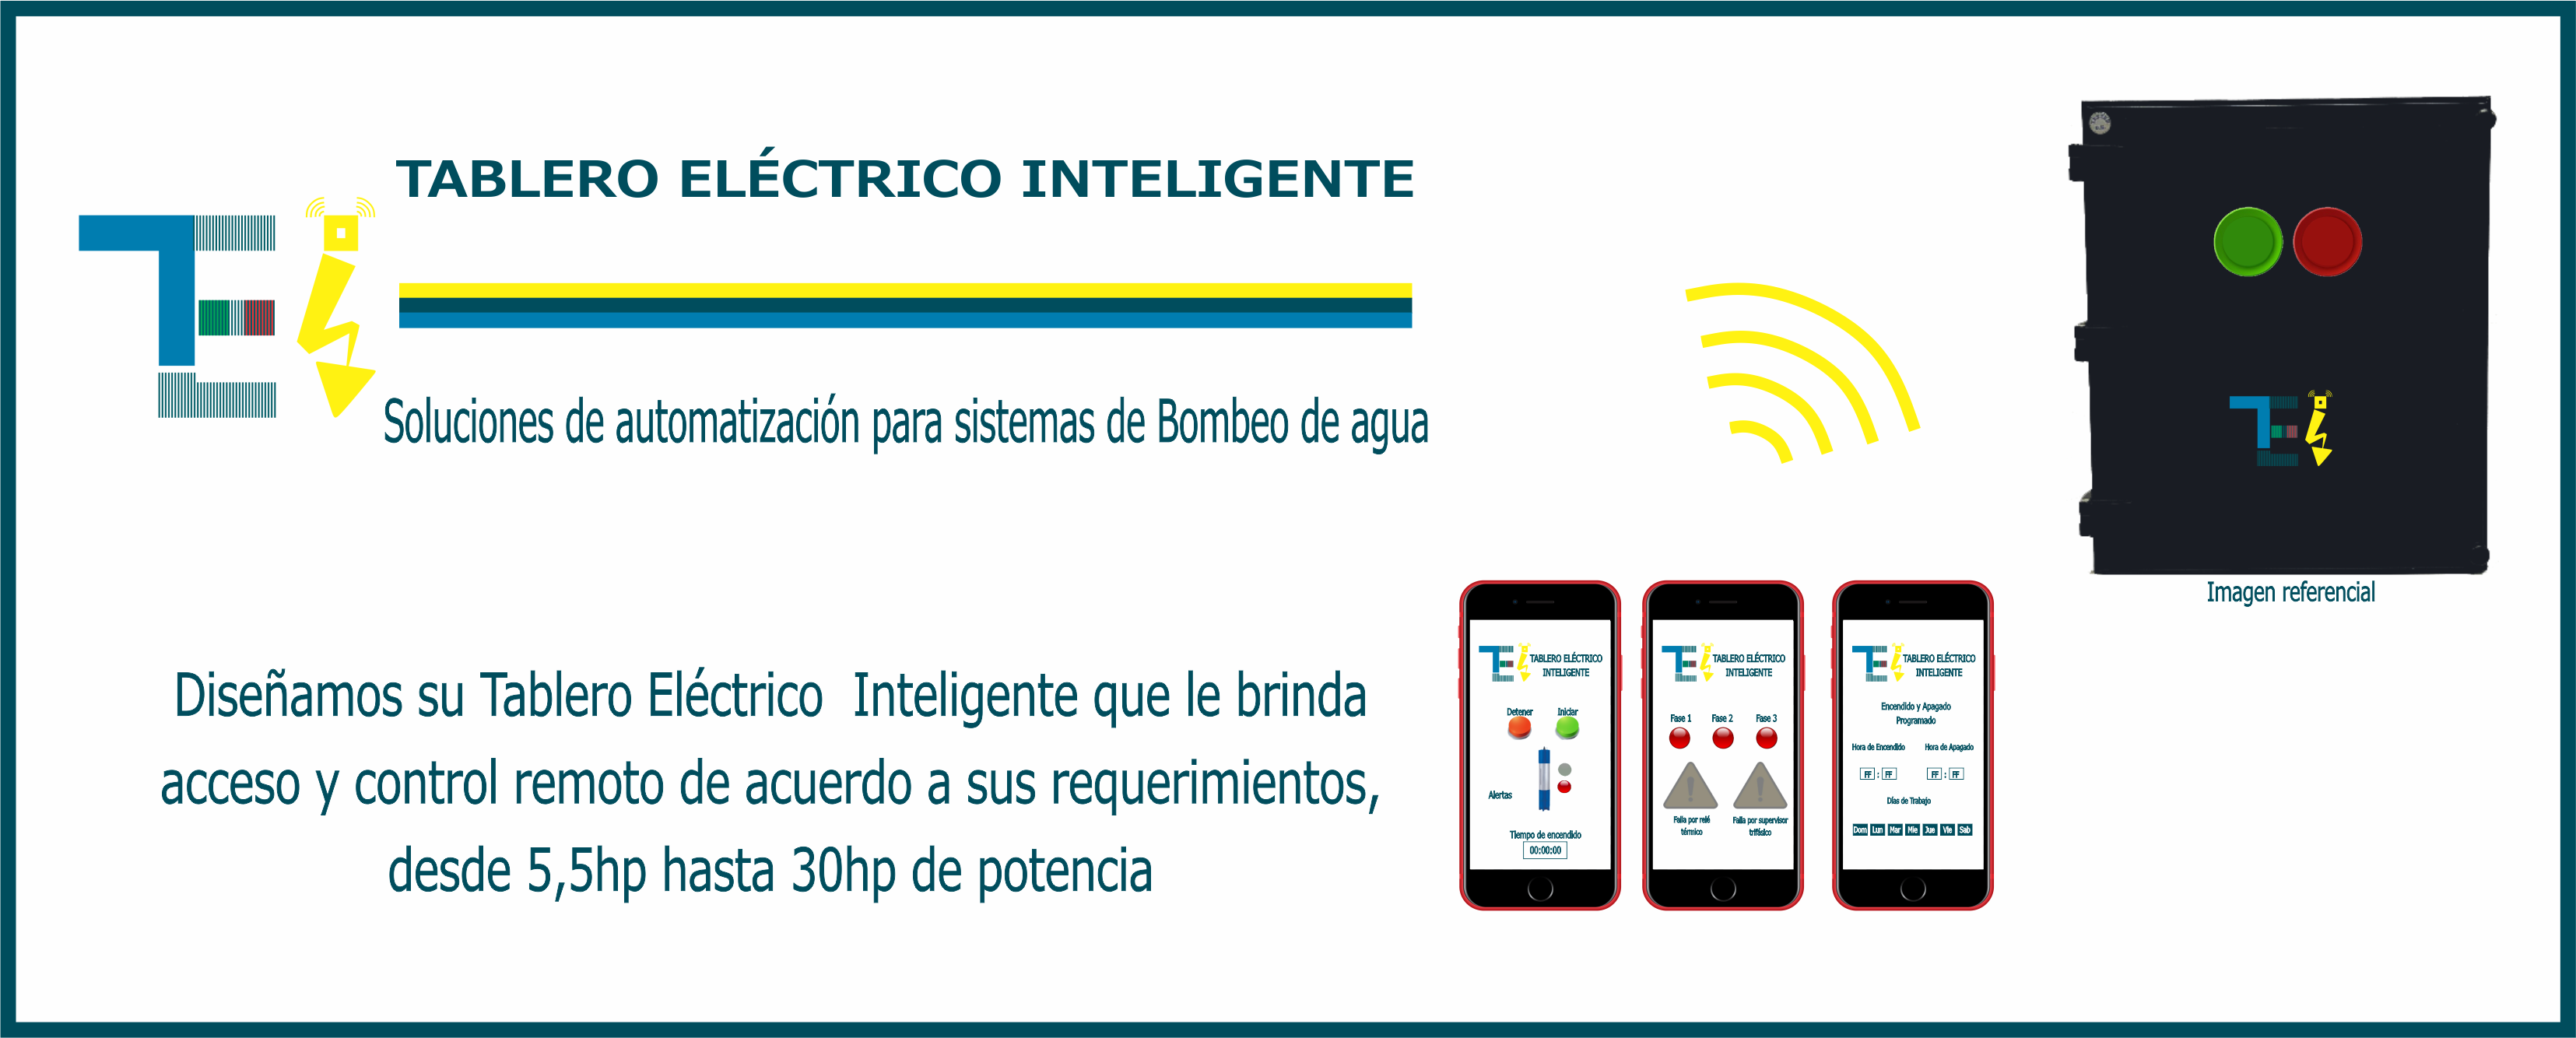 TABLERO ELÉCTRICO INTELIGENTE
Soluciones de automatización para sistemas de Bombeo de agua
Diseñamos su Tablero Eléctrico Inteligente que le brinda
acceso y control remoto de acuerdo a sus requerimientos,
desde 5,5hp hasta 30hp de potencia
Imagen referencial
TABLERO ELÉCTRICO
INTELIGENTE
Detener Iniciar
Alertas
Tiempo de encendido
00:00:00
TABLERO ELÉCTRICO
INTELIGENTE
Fase 1 Fase 2 Fase 3
Falla por relé
térmico
Falla por supervisor
trifásico
TABLERO ELÉCTRICO
INTELIGENTE
Encendido y Apagado
Programado
Hora de Encendido Hora de Apagado
FF : FF FF : FF
Días de Trabajo
Dom Lun Mar Mie Jue Vie Sab